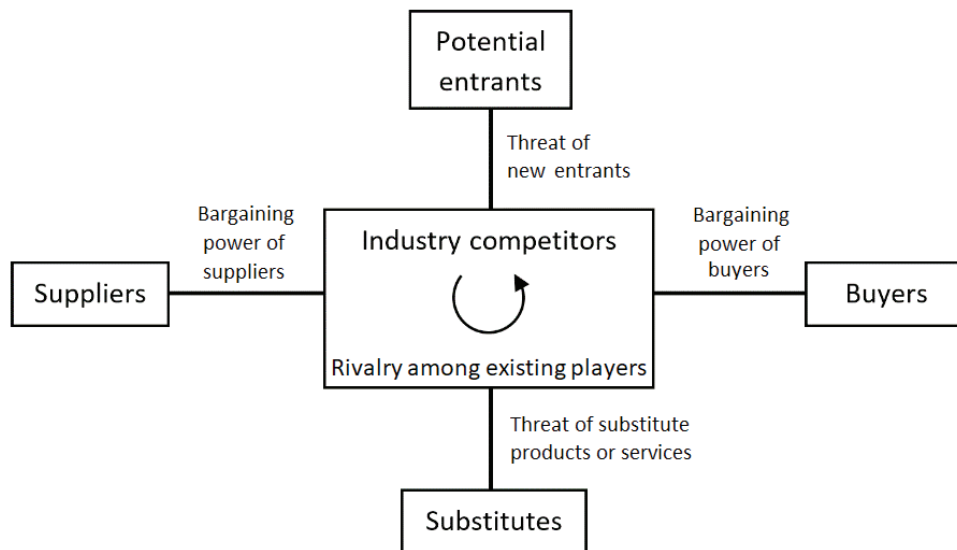 Potential
entrants
Threat of
new entrants
Bargaining
power of
suppliers
Industry competitors
Bargaining
power of
buyers
Suppliers
Buyers
Rivalry among existing players
Threat of substitute
products or services
Substitutes